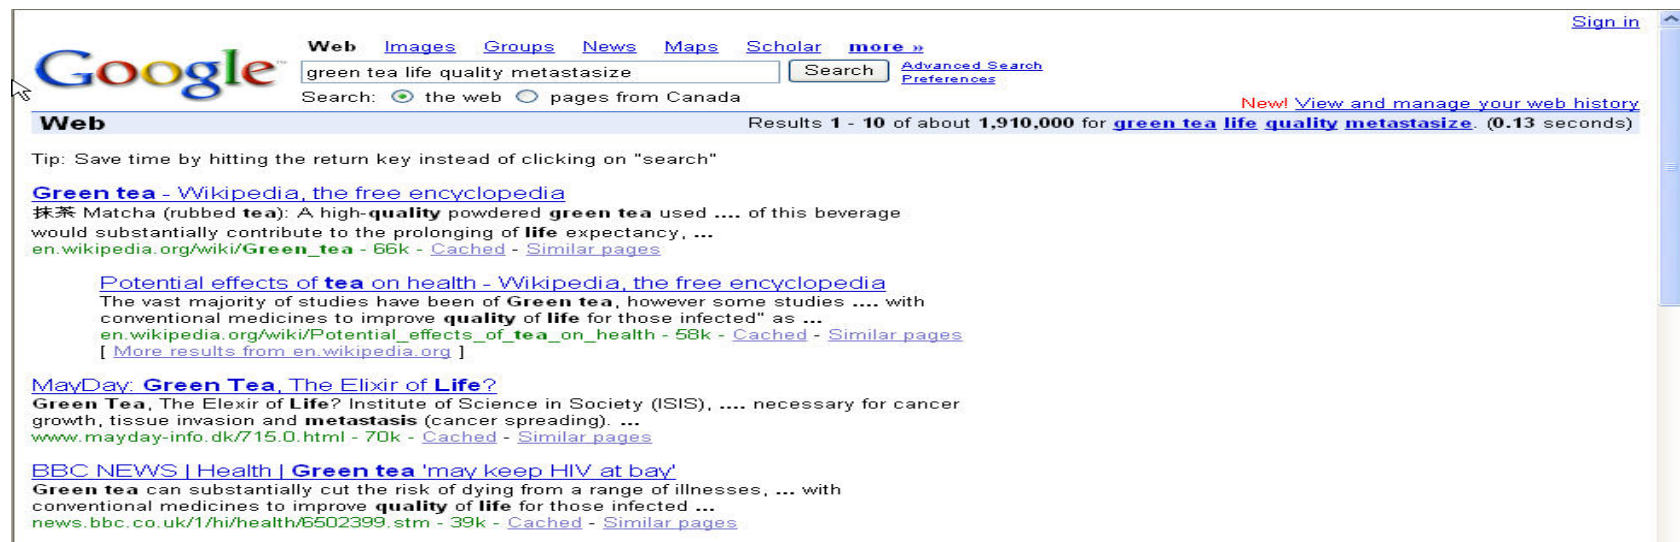 Sign in
Google™
Web Images Groups News Maps Scholar more »
green tea life quality metastasize Search Advanced Search
Preferences
Search: the web pages from Canada
New! View and manage your web history
Web Results 1 - 10 of about 1,910,000 for green tea life quality metastasize. (0.13 seconds)
Tip: Save time by hitting the return key instead of clicking on "search"
Green tea - Wikipedia, the free encyclopedia
抹茶 Matcha (rubbed tea): A high-quality powdered green tea used .... of this beverage
would substantially contribute to the prolonging of life expectancy, ...
en.wikipedia.org/wiki/Green_tea - 66k - Cached - Similar pages
Potential effects of tea on health - Wikipedia, the free encyclopedia
The vast majority of studies have been of Green tea, however some studies .... with
conventional medicines to improve quality of life for those infected" as ...
en.wikipedia.org/wiki/Potential_effects_of_tea_on_health - 58k - Cached - Similar pages
[ More results from en.wikipedia.org ]
MayDay: Green Tea, The Elixir of Life?
Green Tea, The Elexir of Life? Institute of Science in Society (ISIS), .... necessary for cancer
growth, tissue invasion and metastasis (cancer spreading). ...
www.mayday-info.dk/715.0.html - 70k - Cached - Similar pages
BBC NEWS | Health | Green tea 'may keep HIV at bay'
Green tea can substantially cut the risk of dying from a range of illnesses, ... with
conventional medicines to improve quality of life for those infected ...
news.bbc.co.uk/1/hi/health/6502399.stm - 39k - Cached - Similar pages